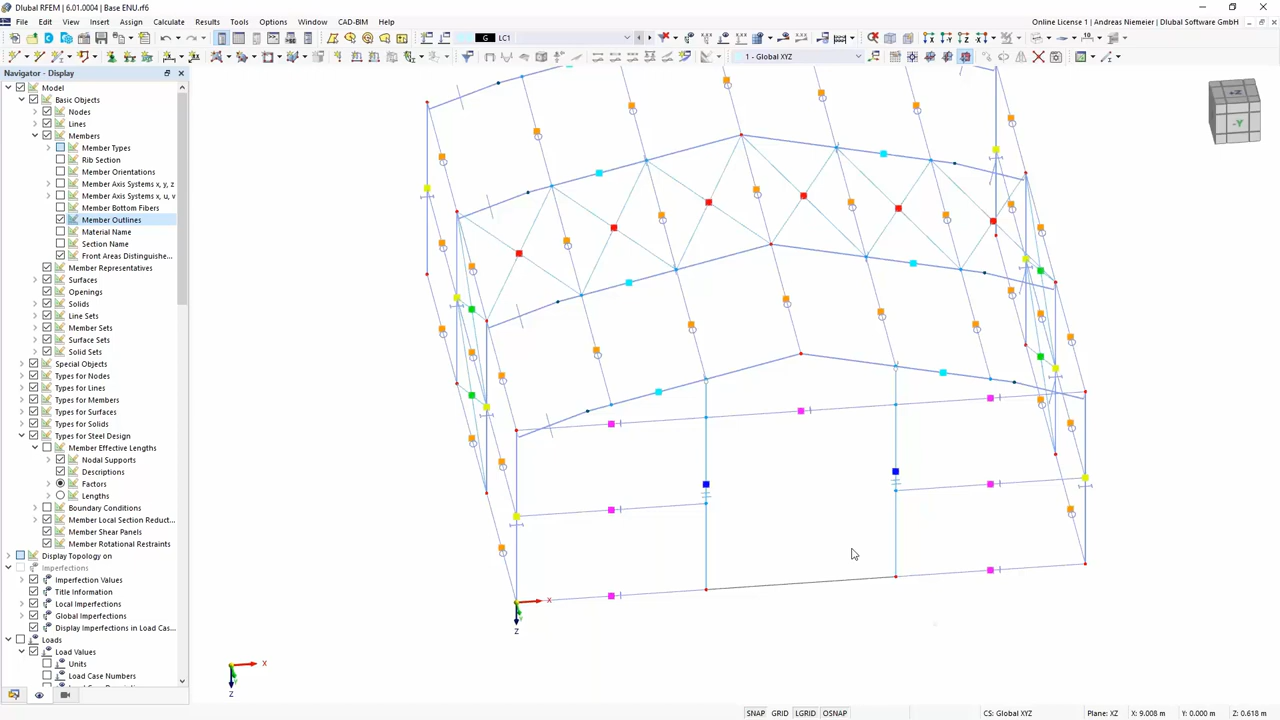 Dlubal RFEM | 6.01.0004 | Base ENU.rf6
File Edit View Insert Assign Calculate Results Tools Options Window CAD-BIM Help
Online License 1 | Andreas Niemeier | Dlubal Software GmbH
G LC1
1 - Global XYZ
Navigator - Display
Model
Basic Objects
Nodes
Lines
Members
Member Types
Rib Section
Member Orientations
Member Axis Systems x, y, z
Member Axis Systems x, u, v
Member Bottom Fibers
Member Outlines
Material Name
Section Name
Front Areas Distinguishe...
Member Representatives
Surfaces
Openings
Solids
Line Sets
Member Sets
Surface Sets
Solid Sets
Special Objects
Types for Nodes
Types for Lines
Types for Members
Types for Surfaces
Types for Solids
Types for Steel Design
Member Effective Lengths
Nodal Supports
Descriptions
Factors
Lengths
Boundary Conditions
Member Local Section Reduct...
Member Shear Panels
Member Rotational Restraints
Display Topology on
Imperfections
Imperfection Values
Title Information
Local Imperfections
Global Imperfections
Display Imperfections in Load Cas...
Loads
Load Values
Units
Load Case Numbers
+Z
-Y
X
Y
Z
X
Y
Z
SNAP GRID LGRID OSNAP
CS: Global XYZ Plane: XZ X: 9.008 m Y: 0.000 m Z: 0.618 m